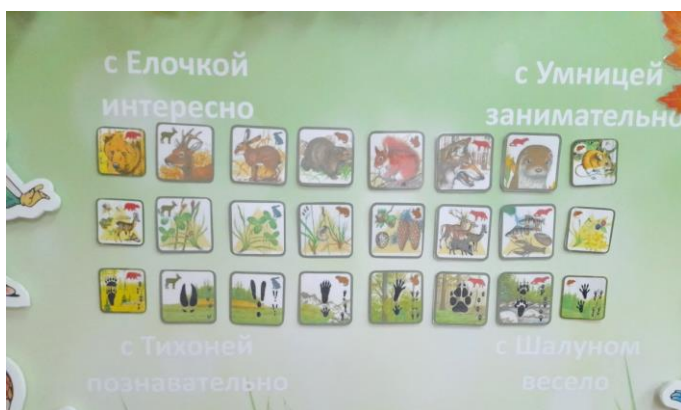 с Елочкой
интересно
с Умницей
занимательно
с Тихоней
познавательно
с Шалуном
весело